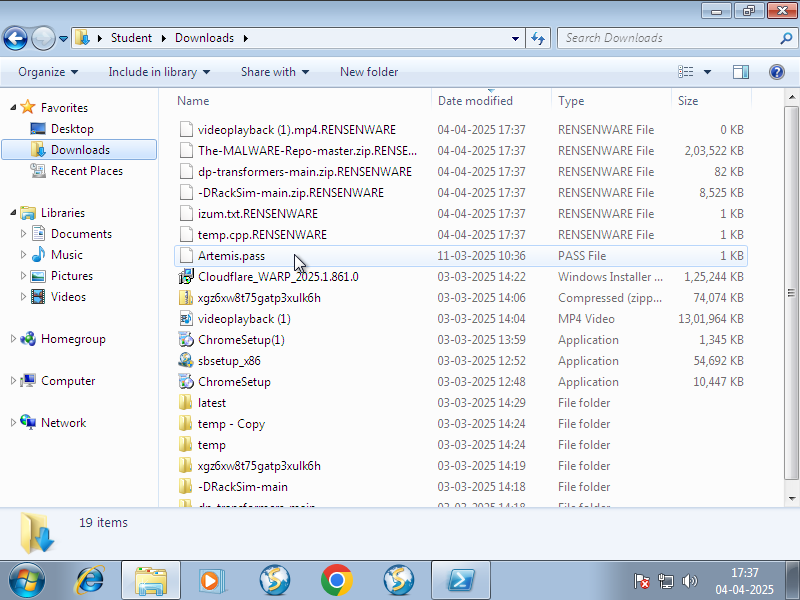 Student Downloads
Search Downloads
Organize Include in library Share with New folder
Name Date modified Type Size
Favorites
Desktop
Downloads
Recent Places
Libraries
Documents
Music
Pictures
Videos
Homegroup
Computer
Network
videoplayback (1).mp4.RENSENWARE 04-04-2025 17:37 RENSENWARE File 0 KB
The-MALWARE-Repo-master.zip.RENSE... 04-04-2025 17:37 RENSENWARE File 2,03,522 KB
dp-transformers-main.zip.RENSENWARE 04-04-2025 17:37 RENSENWARE File 82 KB
-DRackSim-main.zip.RENSENWARE 04-04-2025 17:37 RENSENWARE File 8,525 KB
izum.txt.RENSENWARE 04-04-2025 17:37 RENSENWARE File 1 KB
temp.cpp.RENSENWARE 04-04-2025 17:37 RENSENWARE File 1 KB
Artemis.pass 11-03-2025 10:36 PASS File 1 KB
Cloudflare_WARP_2025.1.861.0 03-03-2025 14:22 Windows Installer ... 1,25,244 KB
xgz6xw8t75gatp3xulk6h 03-03-2025 14:06 Compressed (zipp... 74,074 KB
videoplayback (1) 03-03-2025 14:04 MP4 Video 13,01,964 KB
ChromeSetup(1) 03-03-2025 13:59 Application 1,345 KB
sbsetup_x86 03-03-2025 12:52 Application 54,692 KB
ChromeSetup 03-03-2025 12:48 Application 10,447 KB
latest 03-03-2025 14:29 File folder
temp - Copy 03-03-2025 14:24 File folder
temp 03-03-2025 14:24 File folder
xgz6xw8t75gatp3xulk6h 03-03-2025 14:19 File folder
-DRackSim-main 03-03-2025 14:18 File folder
dp-transformers-main 03-03-2025 14:18 File folder
19 items
17:37
04-04-2025